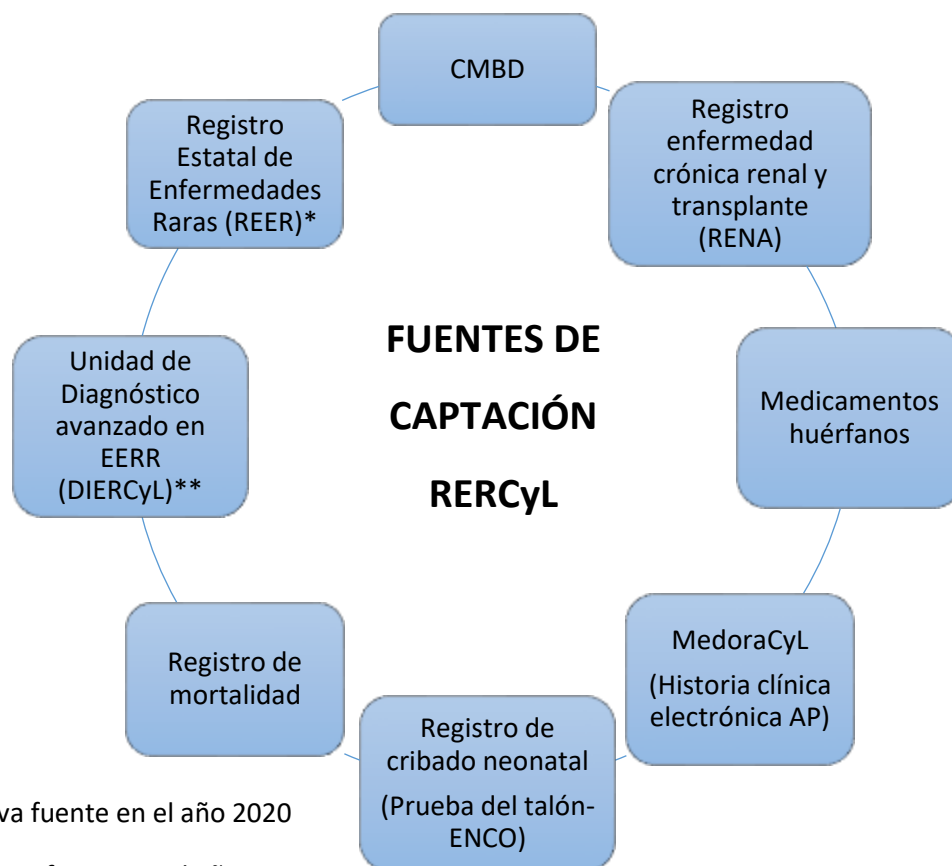 CMBD
Registro
enfermedad
crónica renal y
transplante
(RENA)
Medicamentos
huérfanos
MedoraCyL
(Historia clínica
electrónica AP)
Registro de
cribado neonatal
(Prueba del talón-
ENCO)
Registro de
mortalidad
Unidad de
Diagnóstico
avanzado en
EERR
(DIERCyL)**
Registro
Estatal de
Enfermedades
Raras (REER)*
FUENTES DE
CAPTACIÓN
RERCyL
va fuente en el año 2020